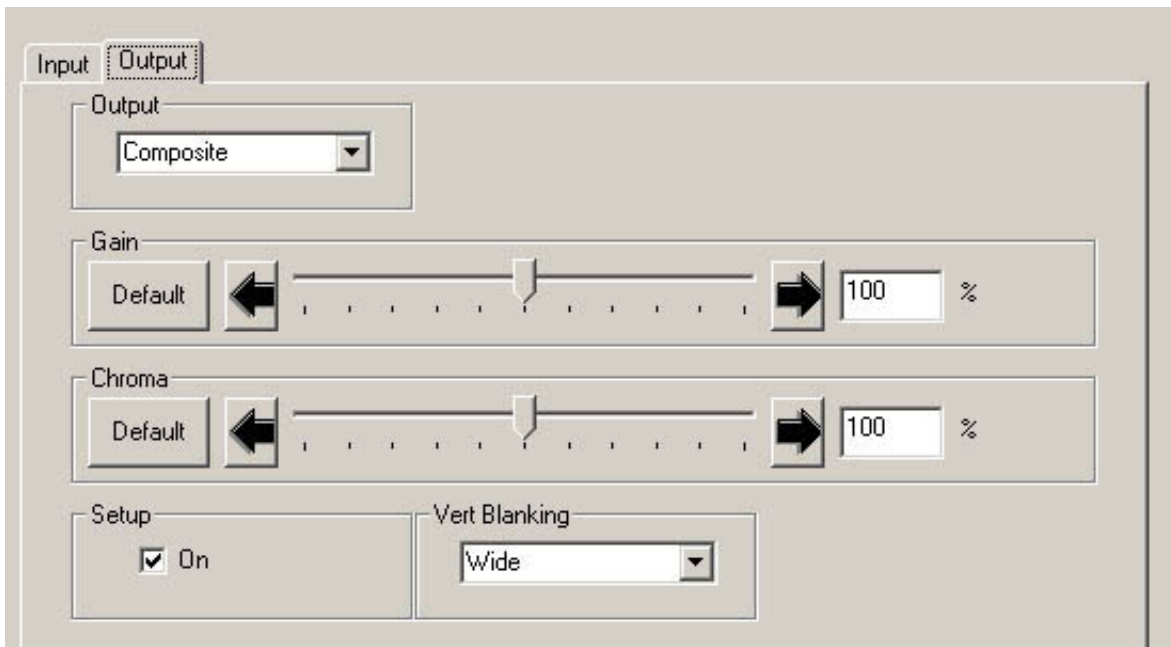 Input Output
Output
Composite
Gain
Default 100 %
Chroma
Default 100 %
Setup Vert Blanking
On Wide